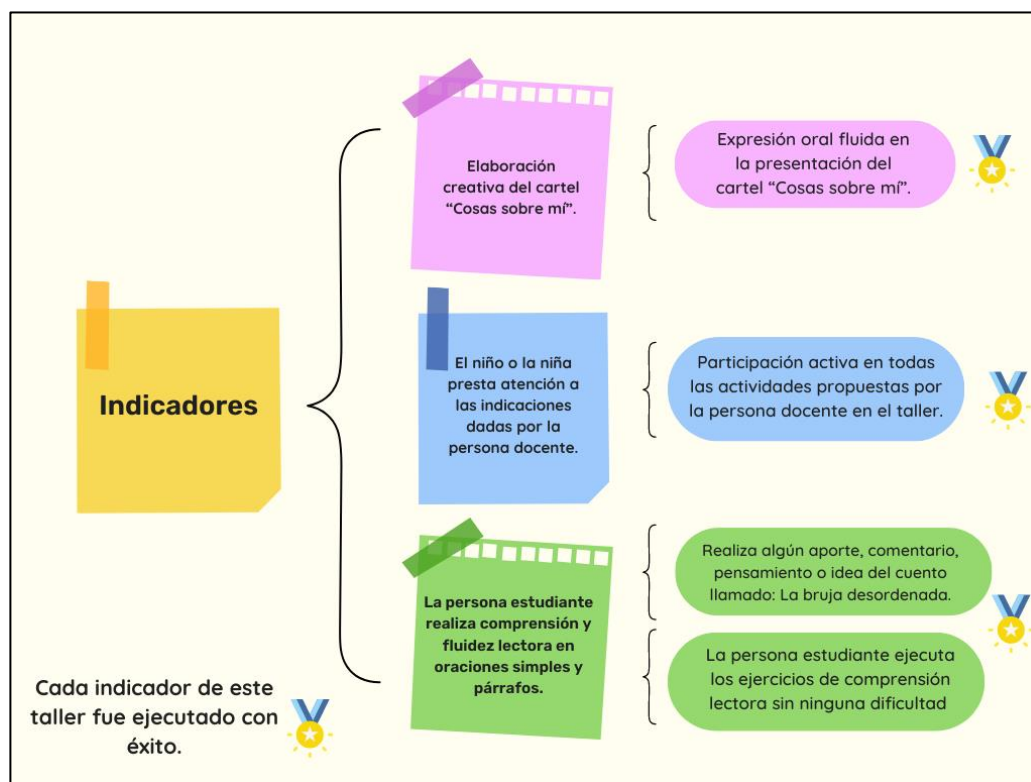 Indicadores
Elaboración
creativa del cartel
“Cosas sobre mí”.
Expresión oral fluida en
la presentación del
cartel “Cosas sobre mí”.
El niño o la niña
presta atención a
las indicaciones
dadas por la
persona docente.
Participación activa en todas
las actividades propuestas por
la persona docente en el taller.
La persona estudiante
realiza comprensión y
fluidez lectora en
oraciones simples y
párrafos.
Realiza algún aporte, comentario,
pensamiento o idea del cuento
llamado: La bruja desordenada.
La persona estudiante ejecuta
los ejercicios de comprensión
lectora sin ninguna dificultad
Cada indicador de este
taller fue ejecutado con
éxito.